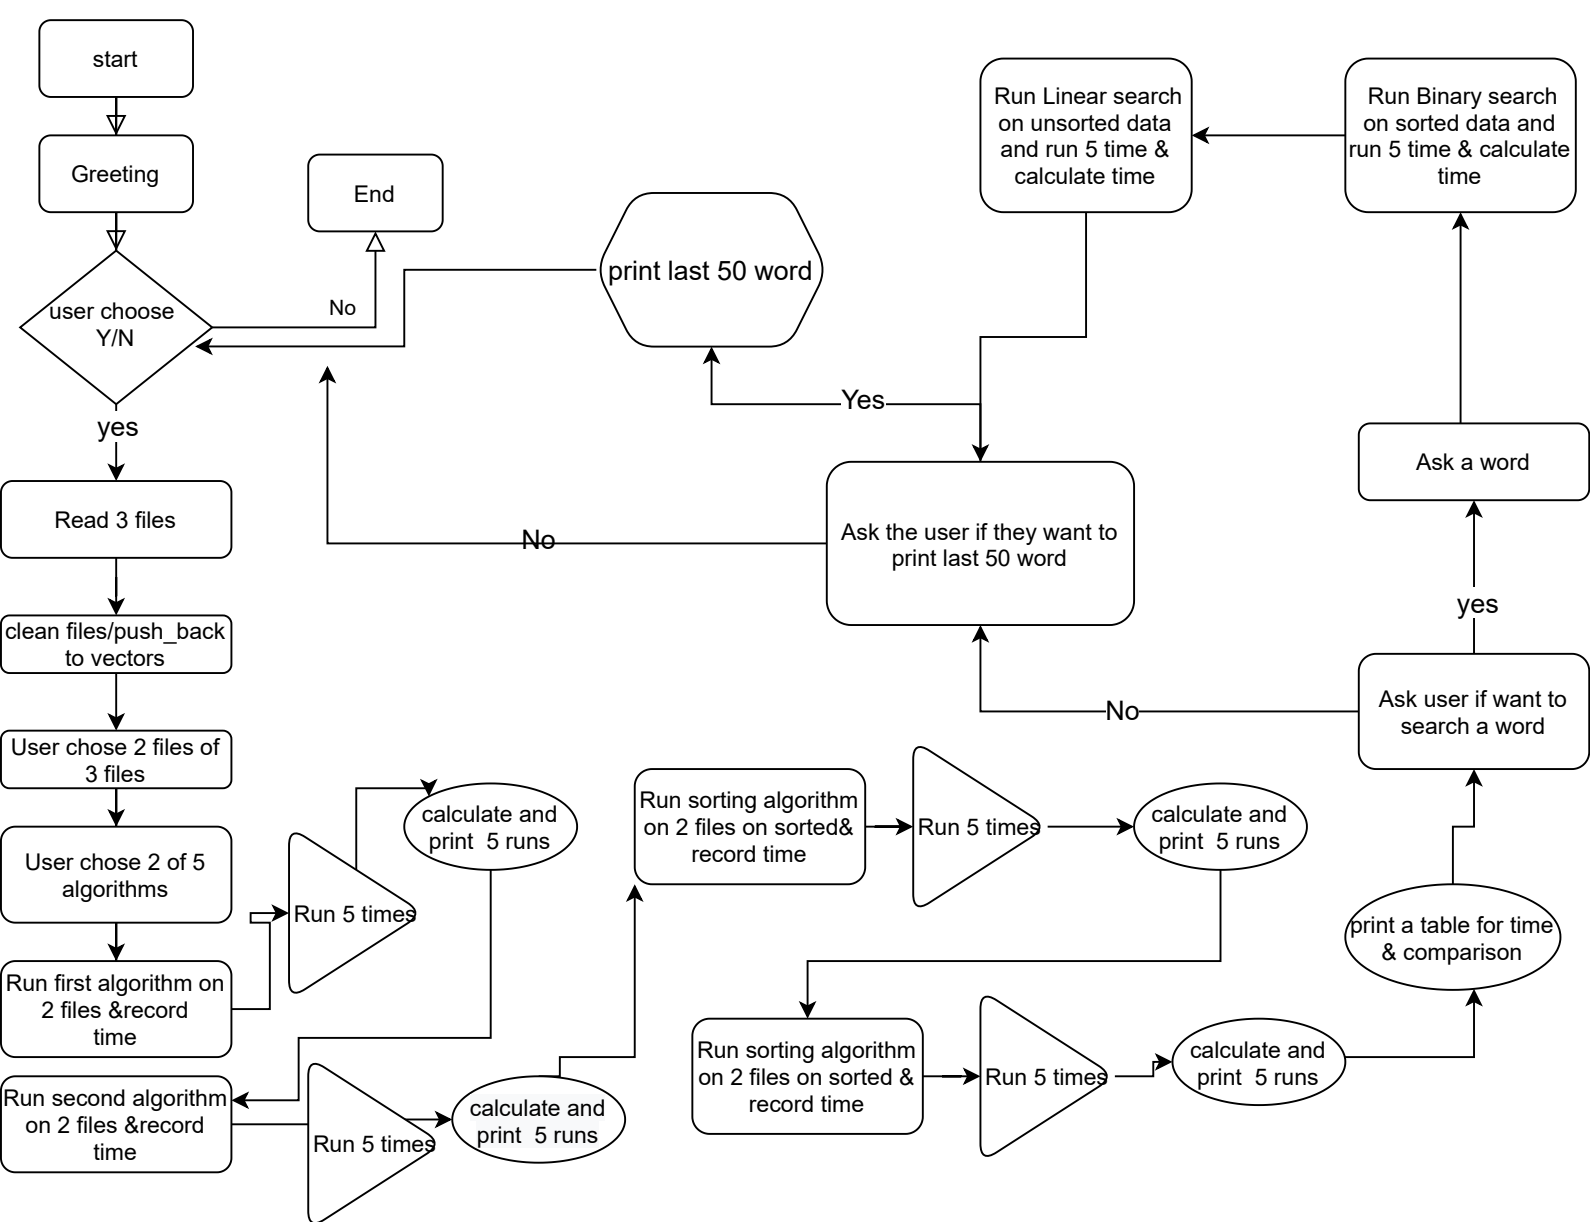 start
Greeting
user choose
Y/N
No
End
yes
Read 3 files
clean files/push_back
to vectors
User chose 2 files of
3 files
User chose 2 of 5
algorithms
Run first algorithm on
2 files &record
time
Run 5 times
calculate and
print  5 runs
Run second algorithm
on 2 files &record
time
Run 5 times
calculate and
print  5 runs
Run sorting algorithm
on 2 files on sorted&
record time
Run 5 times
calculate and
print  5 runs
Run sorting algorithm
on 2 files on sorted &
record time
Run 5 times
calculate and
print  5 runs
print a table for time
& comparison
Ask user if want to
search a word
yes
No
Ask a word
Run Binary search
on sorted data and
run 5 time & calculate
time
Run Linear search
on unsorted data
and run 5 time &
calculate time
Ask the user if they want to
print last 50 word
Yes
No
print last 50 word